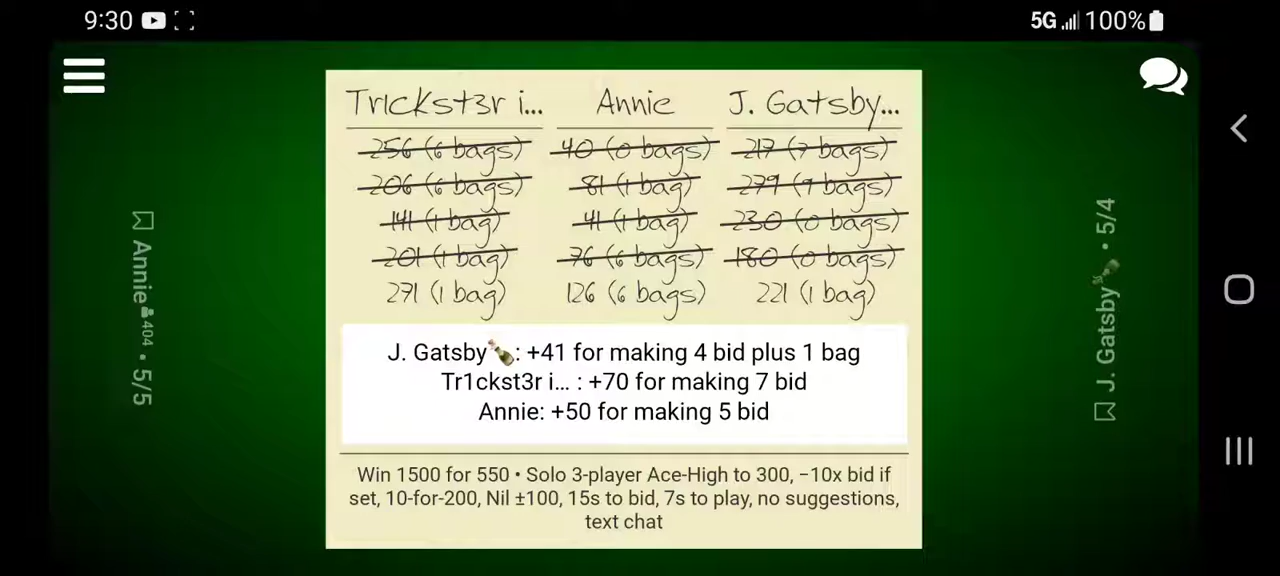 9:30
5G 100%
Tr1ckst3r i... Annie J. Gatsby...
256 (6 bags) 40 (0 bags) 217 (7 bags)
206 (6 bags) 81 (1 bag) 279 (9 bags)
141 (1 bag) 41 (1 bag) 230 (0 bags)
201 (1 bag) 76 (6 bags) 180 (0 bags)
271 (1 bag) 126 (6 bags) 221 (1 bag)
J. Gatsby🍾: +41 for making 4 bid plus 1 bag
Tr1ckst3r i... : +70 for making 7 bid
Annie: +50 for making 5 bid
Win 1500 for 550 • Solo 3-player Ace-High to 300, −10x bid if
set, 10-for-200, Nil ±100, 15s to bid, 7s to play, no suggestions,
text chat
Annie 404 • 5/5
J. Gatsby🍾 • 5/4